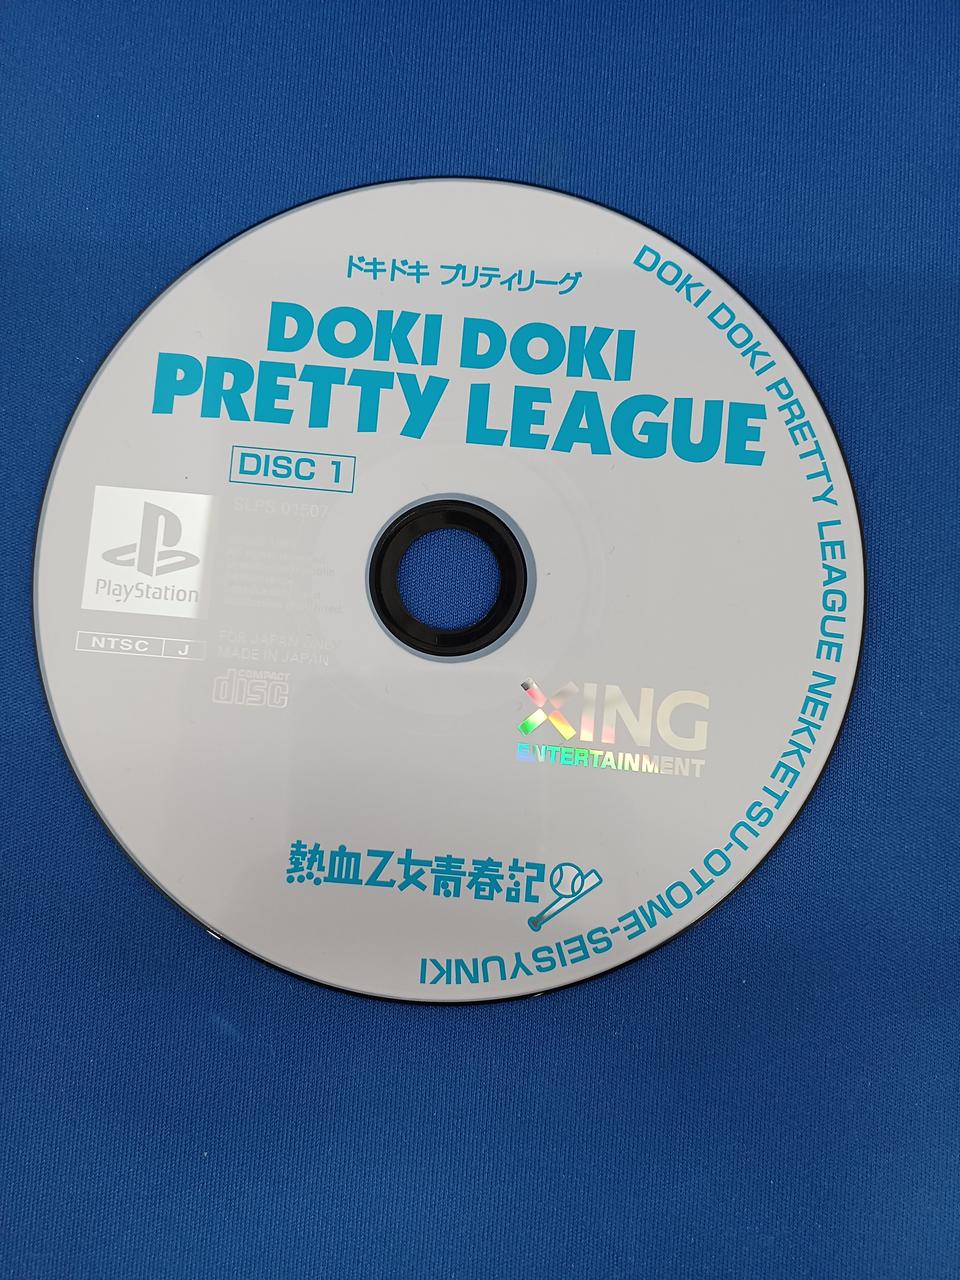 ドキドキ プリティリーグ
DOKI DOKI
PRETTY LEAGUE
DISC 1
SLPS 01507
PlayStation
NTSC J
FOR JAPAN ONLY
MADE IN JAPAN
COMPACT
disc
XING
ENTERTAINMENT
熱血乙女青春記
DOKI DOKI PRETTY LEAGUE NEKKETSU-OTOME-SEISYUNKI